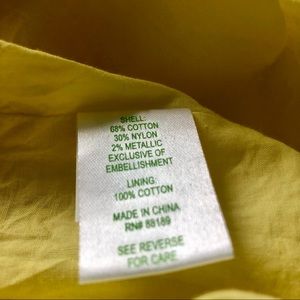 SHELL:
68% COTTON
30% NYLON
2% METALLIC
EXCLUSIVE OF
EMBELLISHMENT
LINING:
100% COTTON
MADE IN CHINA
RN# 88189
SEE REVERSE
FOR CARE